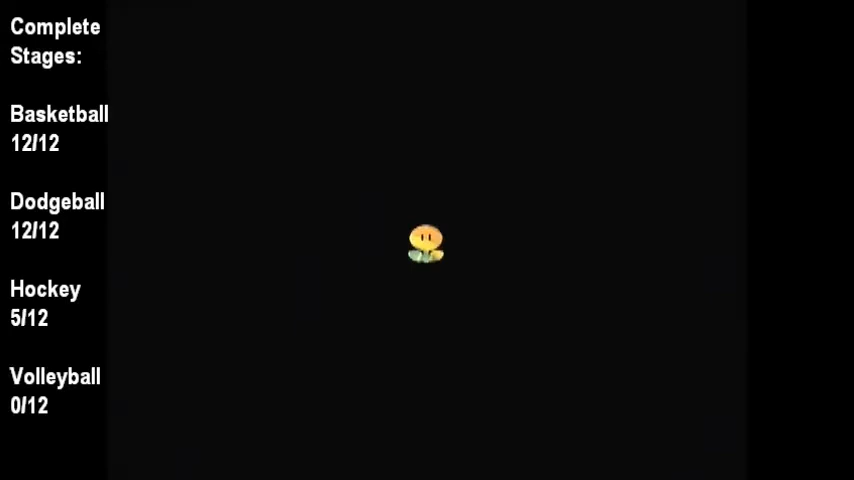 Complete
Stages:
Basketball
12/12
Dodgeball
12/12
Hockey
5/12
Volleyball
0/12